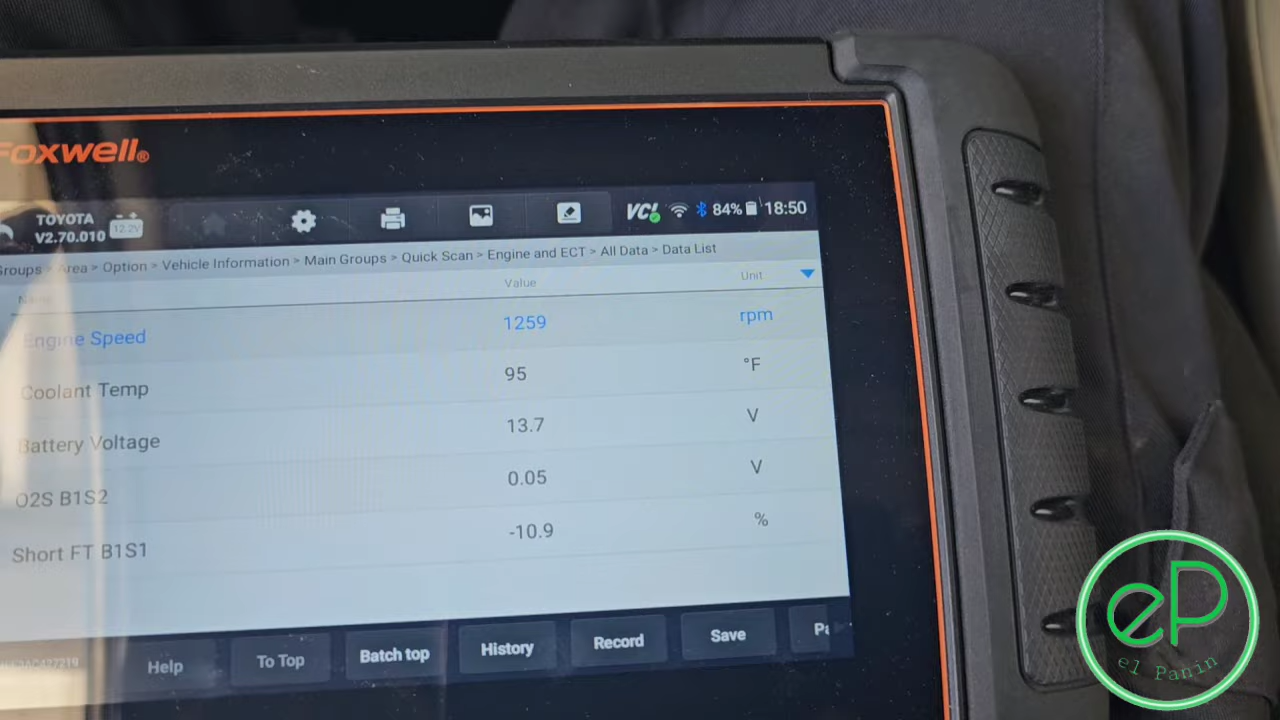 Foxwell®
TOYOTA
V2.70.010
12.2V
VCI
84%
18:50
Groups > Area > Option > Vehicle Information > Main Groups > Quick Scan > Engine and ECT > All Data > Data List
Name Value Unit
Engine Speed 1259 rpm
Coolant Temp 95 °F
Battery Voltage 13.7 V
O2S B1S2 0.05 V
Short FT B1S1 -10.9 %
Help To Top Batch top History Record Save
eP
el Panin